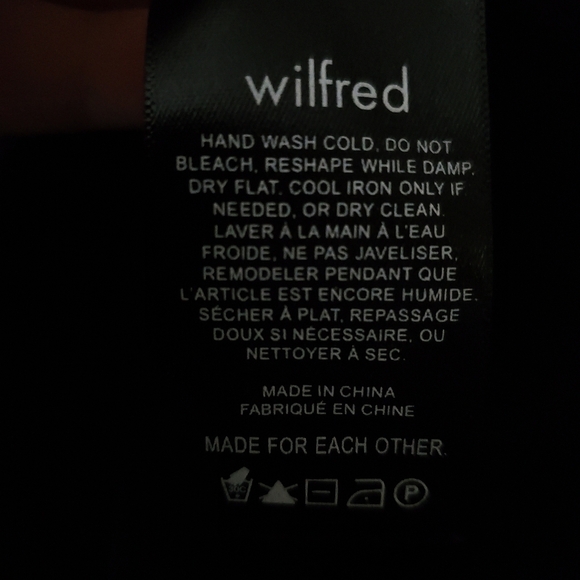 wilfred
HAND WASH COLD, DO NOT
BLEACH, RESHAPE WHILE DAMP.
DRY FLAT. COOL IRON ONLY IF
NEEDED, OR DRY CLEAN.
LAVER À LA MAIN À L'EAU
FROIDE, NE PAS JAVELISER,
REMODELER PENDANT QUE
L'ARTICLE EST ENCORE HUMIDE.
SÉCHER À PLAT, REPASSAGE
DOUX SI NÉCESSAIRE, OU
NETTOYER À SEC.
MADE IN CHINA
FABRIQUÉ EN CHINE
MADE FOR EACH OTHER.
P